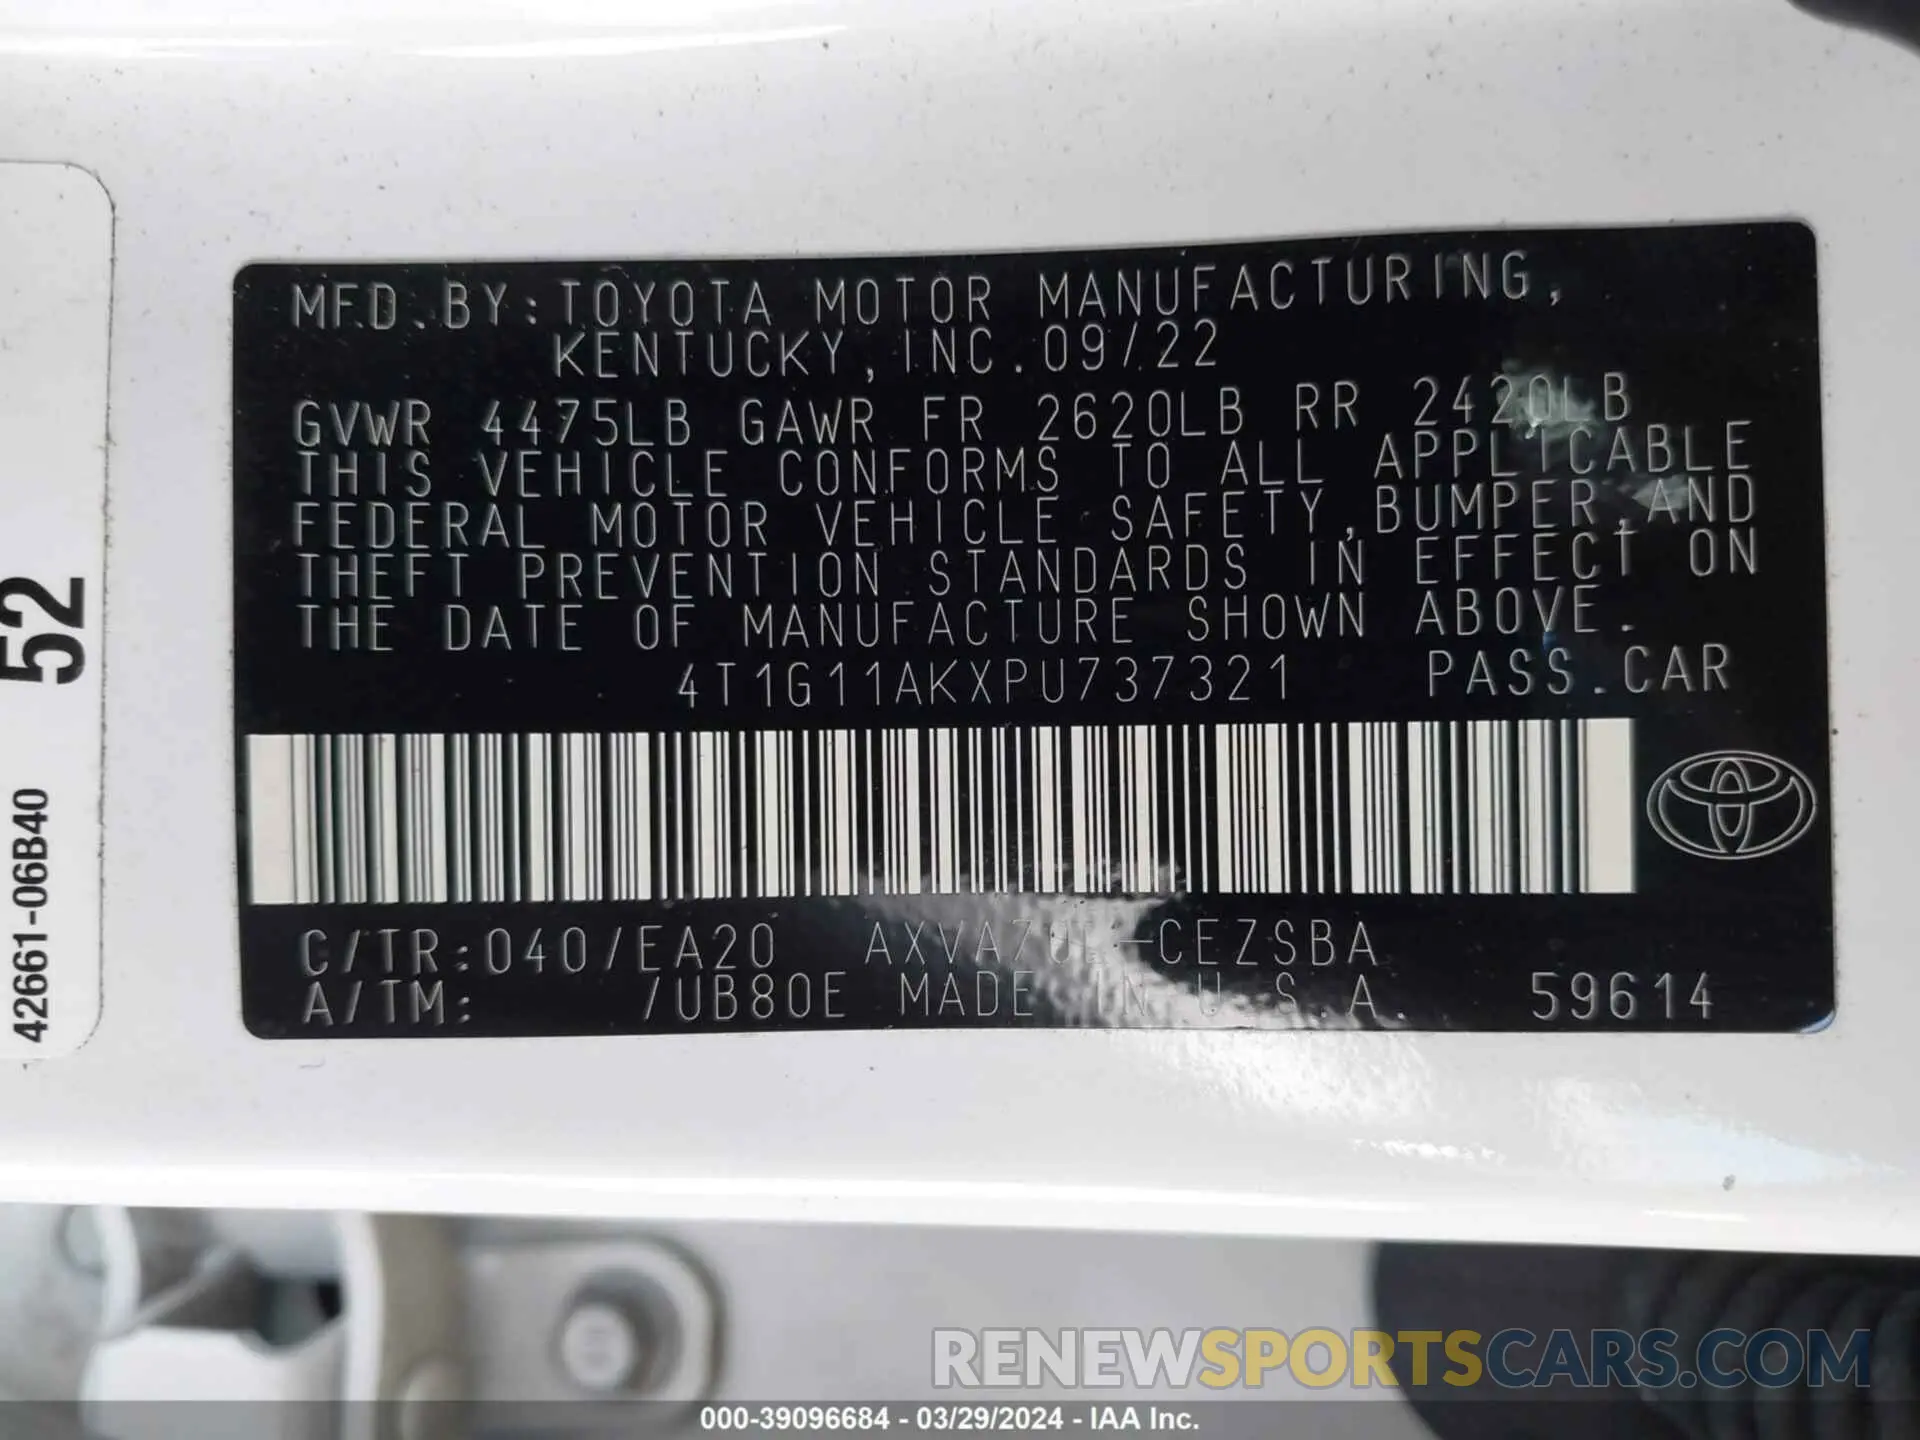 MFD.BY:TOYOTA MOTOR MANUFACTURING,
KENTUCKY,INC.09/22
GVWR 4475LB GAWR FR 2620LB RR 2420LB
THIS VEHICLE CONFORMS TO ALL APPLICABLE
FEDERAL MOTOR VEHICLE SAFETY,BUMPER,AND
THEFT PREVENTION STANDARDS IN EFFECT ON
THE DATE OF MANUFACTURE SHOWN ABOVE.
4T1G11AKXPU737321 PASS.CAR
C/TR:040/EA20 AXVA70L-CEZSBA
A/TM: /UB80E MADE IN U.S.A. 59614
52
42661-06B40
RENEWSPORTSCARS.COM
000-39096684 - 03/29/2024 - IAA Inc.